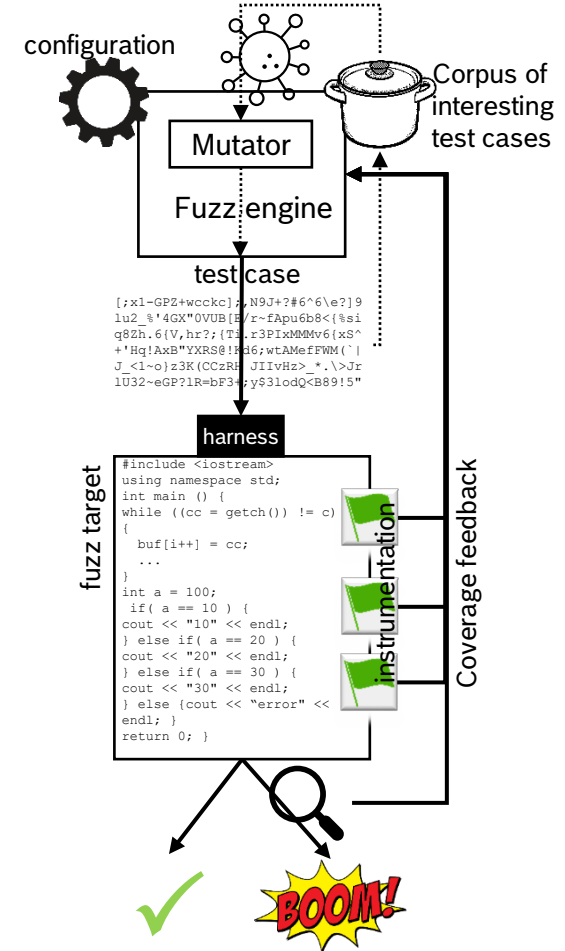 configuration
Corpus of
interesting
test cases
Mutator
Fuzz engine
test case
[;x1-GPZ+wcckc];,N9J+?#6^6\e?]9
lu2_%'4GX"0VUB[E/r~fApu6b8<{%si
q8Zh.6{V,hr?;{Ti.r3PIxMMMv6{xS^
+'Hq!AxB"YXRS@!Kd6;wtAMefFWM(`|
J_<1~o}z3K(CCzRH JIIvHz>_*.\>Jr
lU32~eGP?lR=bF3+;y$3lodQ<B89!5"
harness
fuzz target
#include <iostream>
using namespace std;
int main () {
while ((cc = getch()) != c)
{
buf[i++] = cc;
...
}
int a = 100;
if( a == 10 ) {
cout << "10" << endl;
} else if( a == 20 ) {
cout << "20" << endl;
} else if( a == 30 ) {
cout << "30" << endl;
} else {cout << “error" <<
endl; }
return 0; }
instrumentation
Coverage feedback
BOOM!